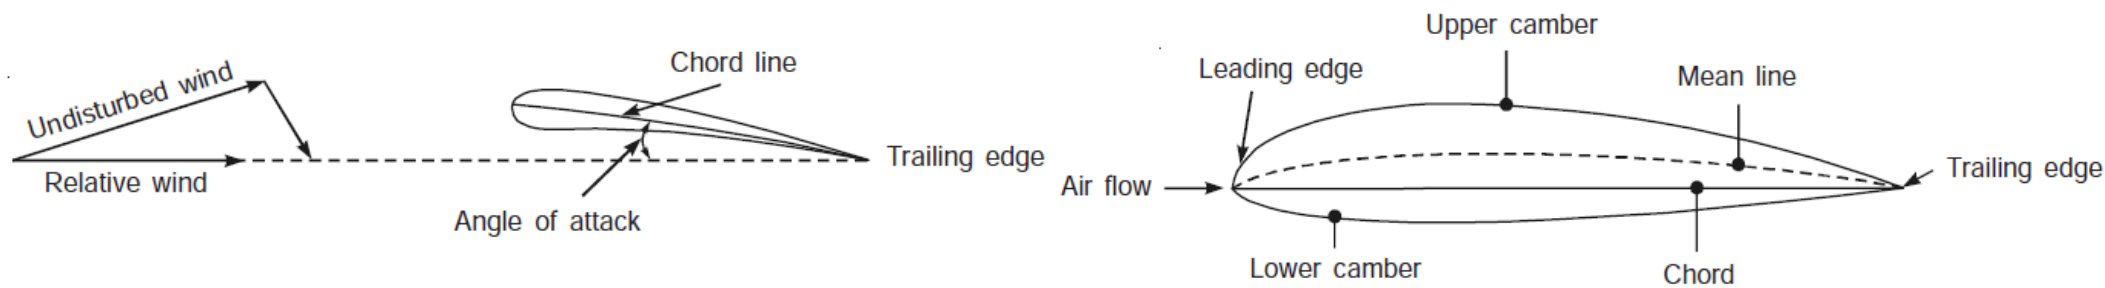 Undisturbed wind
Relative wind
Chord line
Angle of attack
Trailing edge
Upper camber
Leading edge
Mean line
Air flow
Trailing edge
Lower camber
Chord